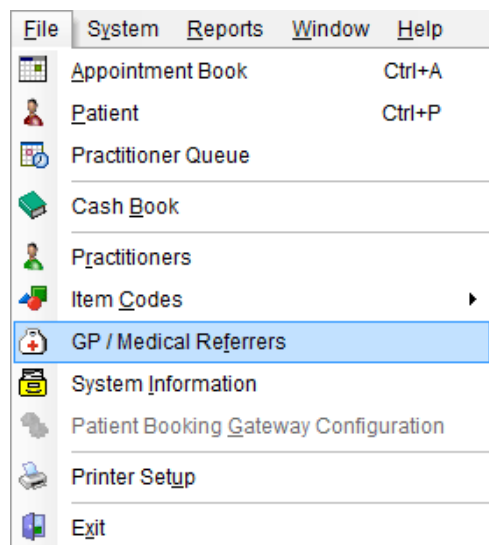 File System Reports Window Help
Appointment Book Ctrl+A
Patient Ctrl+P
Practitioner Queue
Cash Book
Practitioners
Item Codes
GP / Medical Referrers
System Information
Patient Booking Gateway Configuration
Printer Setup
Exit